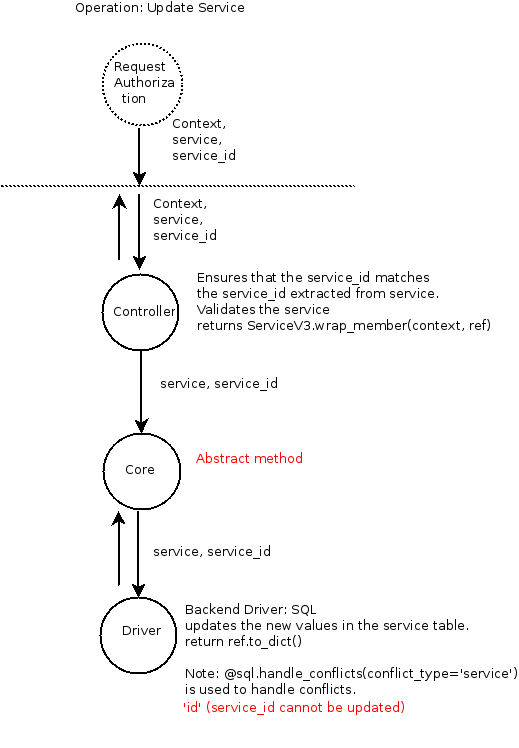 Operation: Update Service
Request
Authoriza
tion
Context,
service,
service_id
Context,
service,
service_id
Ensures that the service_id matches
the service_id extracted from service.
Validates the service
returns ServiceV3.wrap_member(context, ref)
Controller
service, service_id
Abstract method
Core
service, service_id
Backend Driver: SQL
updates the new values in the service table.
return ref.to_dict()
Driver
Note: @sql.handle_conflicts(conflict_type='service')
is used to handle conflicts.
'id' (service_id cannot be updated)